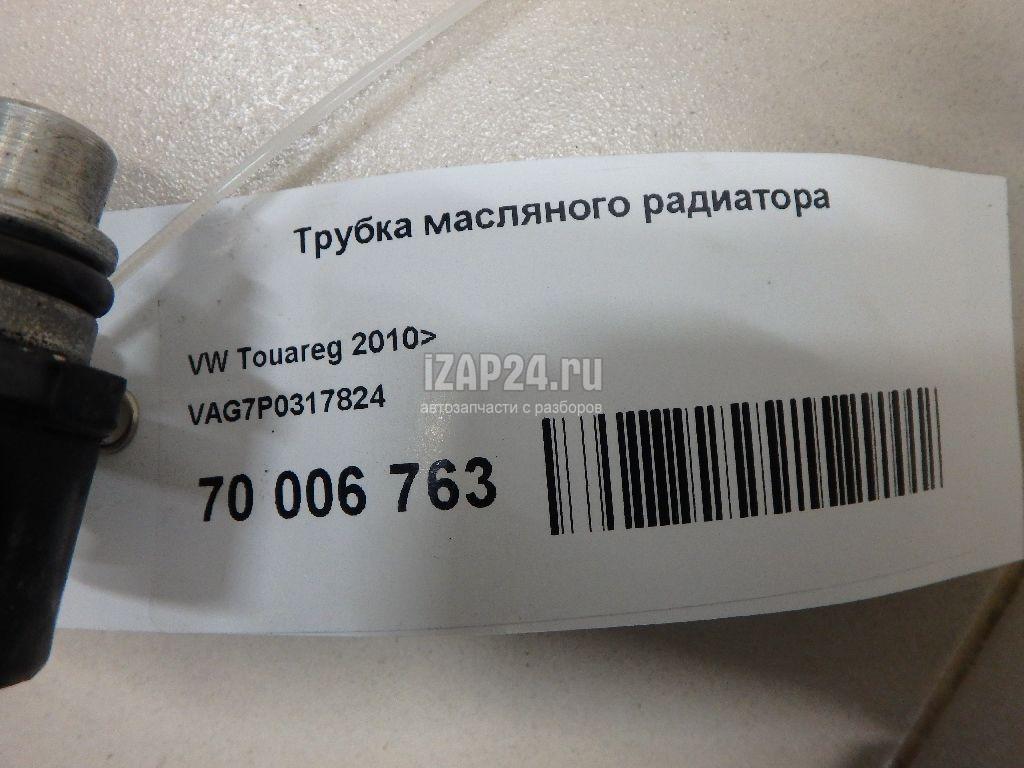 Трубка масляного радиатора
VW Touareg 2010>
iZAP24.ru
VAG7P0317824
автозапчасти с разборов
70 006 763